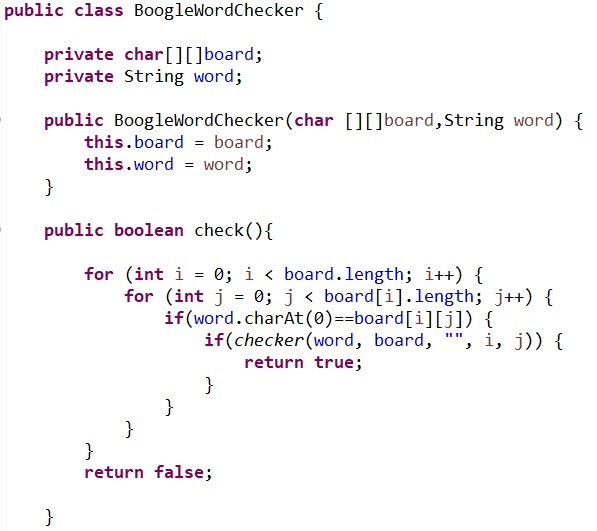 public class BoogleWordChecker {
private char[][]board;
private String word;
public BoogleWordChecker(char [][]board,String word) {
this.board = board;
this.word = word;
}
public boolean check(){
for (int i = 0; i < board.length; i++) {
for (int j = 0; j < board[i].length; j++) {
if(word.charAt(0)==board[i][j]) {
if(checker(word, board, "", i, j)) {
return true;
}
}
}
}
return false;
}